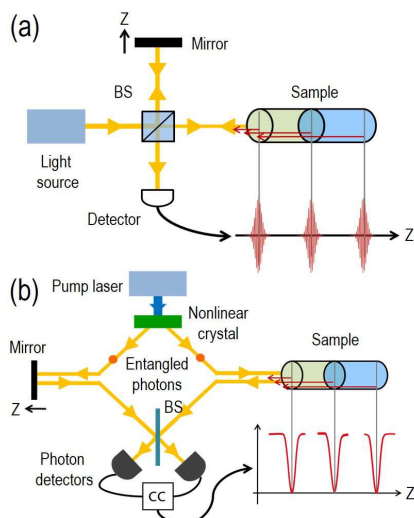 (a)
Z
Mirror
BS
Sample
Light
source
Detector
Z
(b)
Pump laser
Nonlinear
crystal
Mirror
Sample
Entangled
photons
Z
BS
Photon
detectors
CC
Z